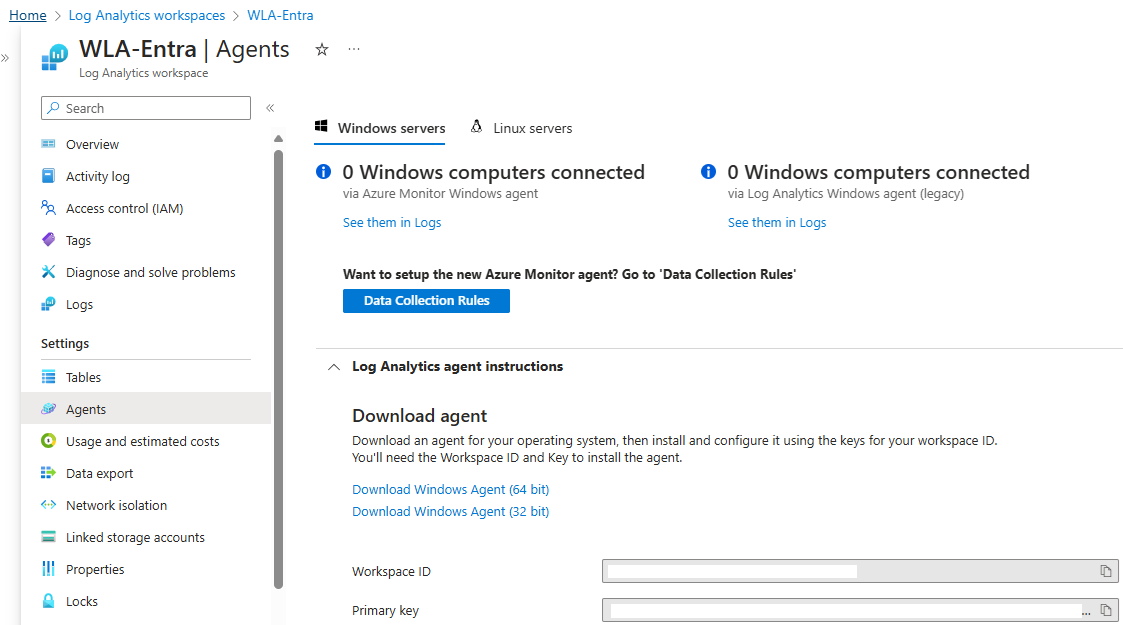 Home > Log Analytics workspaces > WLA-Entra
»
WLA-Entra | Agents ☆ ...
Log Analytics workspace
Search «
Overview
Activity log
Access control (IAM)
Tags
Diagnose and solve problems
Logs
Settings
Tables
Agents
Usage and estimated costs
Data export
Network isolation
Linked storage accounts
Properties
Locks
Windows servers Linux servers
0 Windows computers connected
via Azure Monitor Windows agent
See them in Logs
0 Windows computers connected
via Log Analytics Windows agent (legacy)
See them in Logs
Want to setup the new Azure Monitor agent? Go to 'Data Collection Rules'
Data Collection Rules
Log Analytics agent instructions
Download agent
Download an agent for your operating system, then install and configure it using the keys for your workspace ID.
You'll need the Workspace ID and Key to install the agent.
Download Windows Agent (64 bit)
Download Windows Agent (32 bit)
Workspace ID
Primary key ...